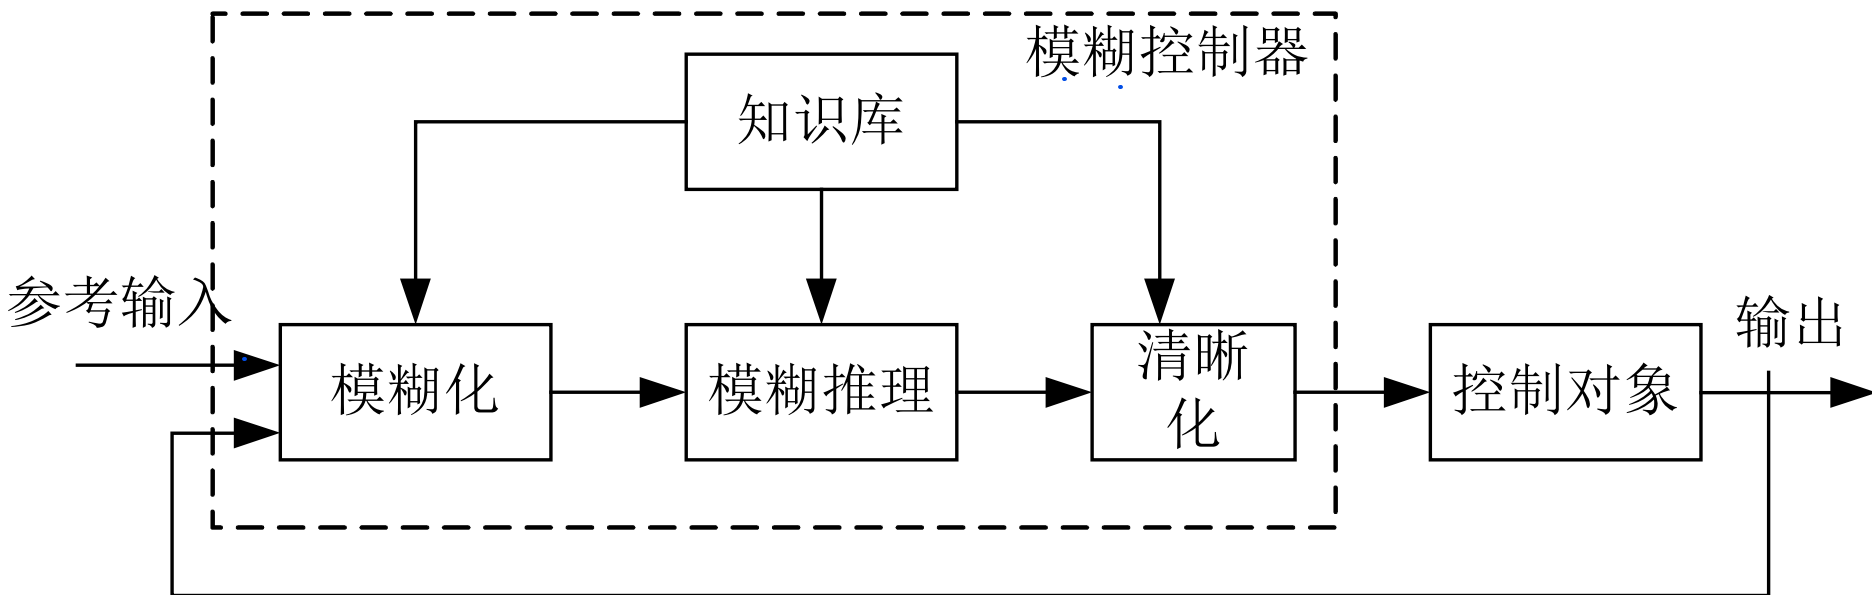 模糊控制器
知识库
参考输入
输出
模糊化
模糊推理
清晰
化
控制对象